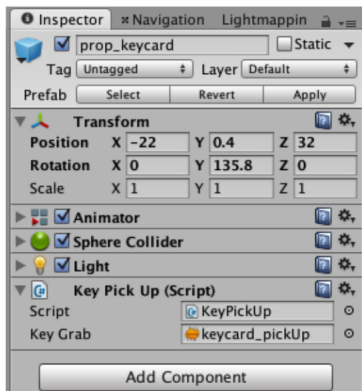 Inspector Navigation Lightmappin
prop_keycard Static
Tag Untagged Layer Default
Prefab Select Revert Apply
Transform
Position X -22 Y 0.4 Z 32
Rotation X 0 Y 135.8 Z 0
Scale X 1 Y 1 Z 1
Animator
Sphere Collider
Light
Key Pick Up (Script)
Script KeyPickUp
Key Grab keycard_pickUp
Add Component